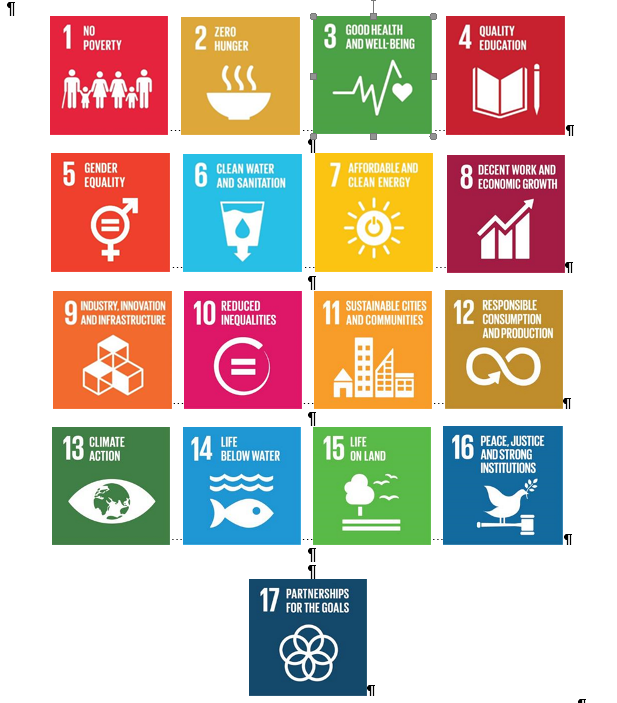 ¶
1 NO
POVERTY
2 ZERO
HUNGER
3 GOOD HEALTH
AND WELL-BEING
4 QUALITY
EDUCATION
¶
¶
5 GENDER
EQUALITY
6 CLEAN WATER
AND SANITATION
7 AFFORDABLE AND
CLEAN ENERGY
8 DECENT WORK AND
ECONOMIC GROWTH
¶
¶
9 INDUSTRY, INNOVATION
AND INFRASTRUCTURE
10 REDUCED
INEQUALITIES
11 SUSTAINABLE CITIES
AND COMMUNITIES
12 RESPONSIBLE
CONSUMPTION
AND PRODUCTION
¶
¶
13 CLIMATE
ACTION
14 LIFE
BELOW WATER
15 LIFE
ON LAND
16 PEACE, JUSTICE
AND STRONG
INSTITUTIONS
¶
¶
¶
17 PARTNERSHIPS
FOR THE GOALS
¶
¶